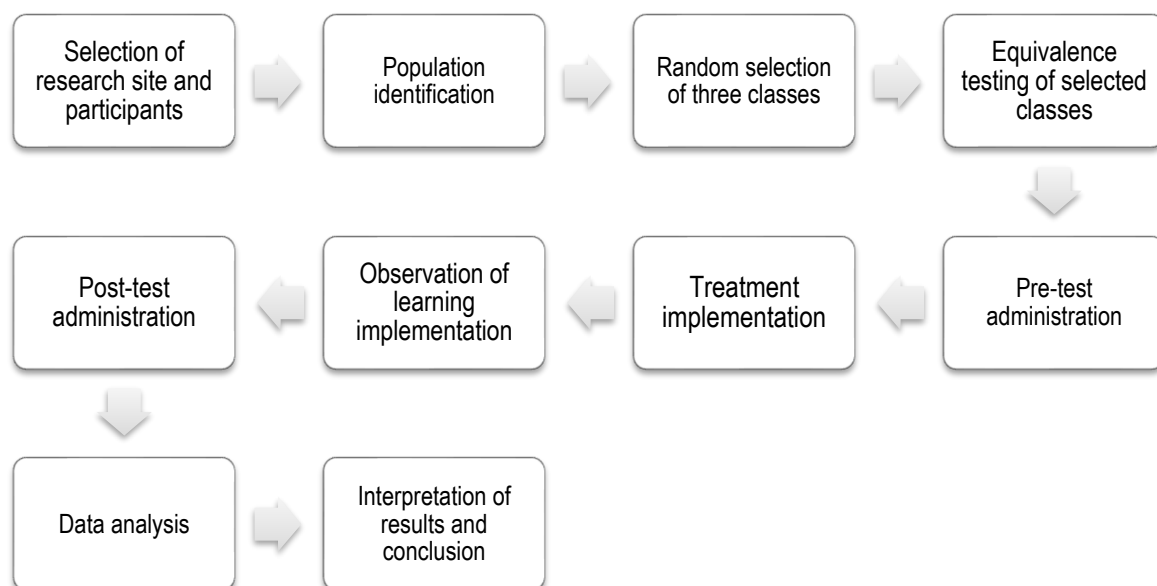 Selection of
research site and
participants
Population
identification
Random selection
of three classes
Equivalence
testing of selected
classes
Pre-test
administration
Treatment
implementation
Observation of
learning
implementation
Post-test
administration
Data analysis
Interpretation of
results and
conclusion